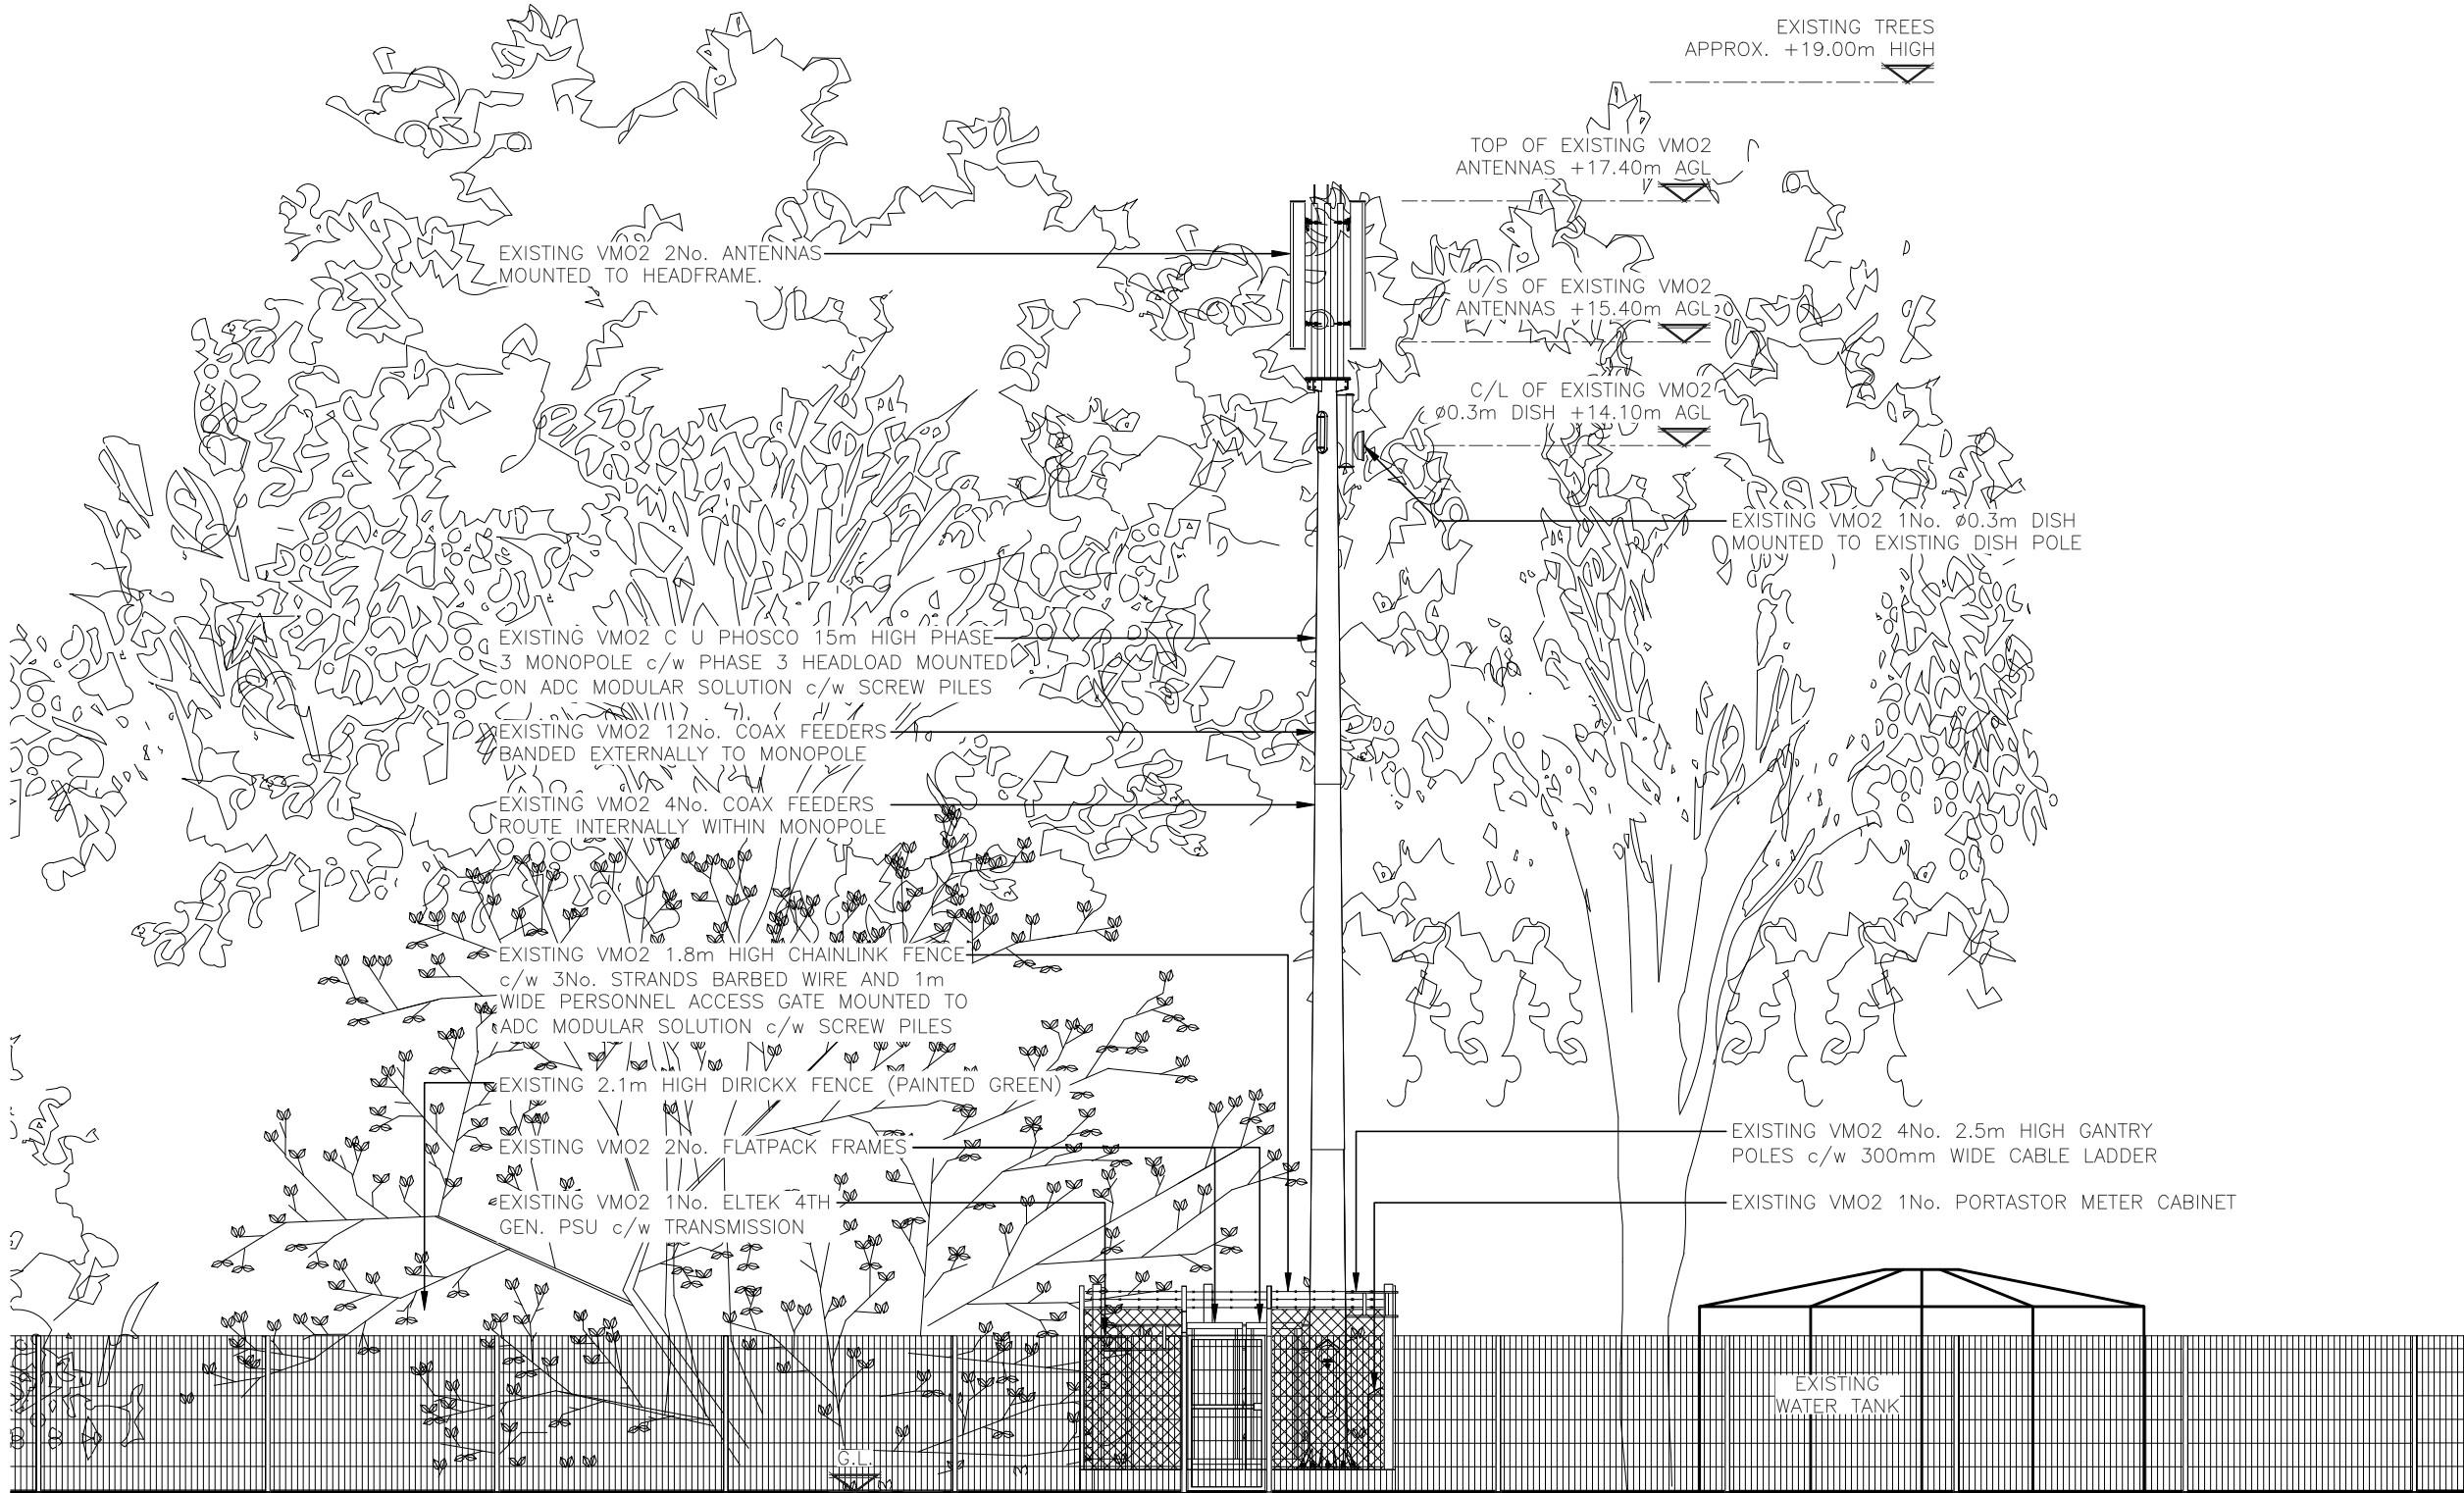 EXISTING TREES
APPROX. +19.00m HIGH
TOP OF EXISTING VMO2
ANTENNAS +17.40m AGL
EXISTING VMO2 2No. ANTENNAS
MOUNTED TO HEADFRAME.
U/S OF EXISTING VMO2
ANTENNAS +15.40m AGL
C/L OF EXISTING VMO2
Ø0.3m DISH +14.10m AGL
EXISTING VMO2 1No. Ø0.3m DISH
MOUNTED TO EXISTING DISH POLE
EXISTING VMO2 C U PHOSCO 15m HIGH PHASE
3 MONOPOLE c/w PHASE 3 HEADLOAD MOUNTED
ON ADC MODULAR SOLUTION c/w SCREW PILES
EXISTING VMO2 12No. COAX FEEDERS
BANDED EXTERNALLY TO MONOPOLE
EXISTING VMO2 4No. COAX FEEDERS
ROUTE INTERNALLY WITHIN MONOPOLE
EXISTING VMO2 1.8m HIGH CHAINLINK FENCE
c/w 3No. STRANDS BARBED WIRE AND 1m
WIDE PERSONNEL ACCESS GATE MOUNTED TO
ADC MODULAR SOLUTION c/w SCREW PILES
EXISTING 2.1m HIGH DIRICKX FENCE (PAINTED GREEN)
EXISTING VMO2 2No. FLATPACK FRAMES
EXISTING VMO2 4No. 2.5m HIGH GANTRY
POLES c/w 300mm WIDE CABLE LADDER
EXISTING VMO2 1No. ELTEK 4TH
GEN. PSU c/w TRANSMISSION
EXISTING VMO2 1No. PORTASTOR METER CABINET
EXISTING
WATER TANK
G.L.